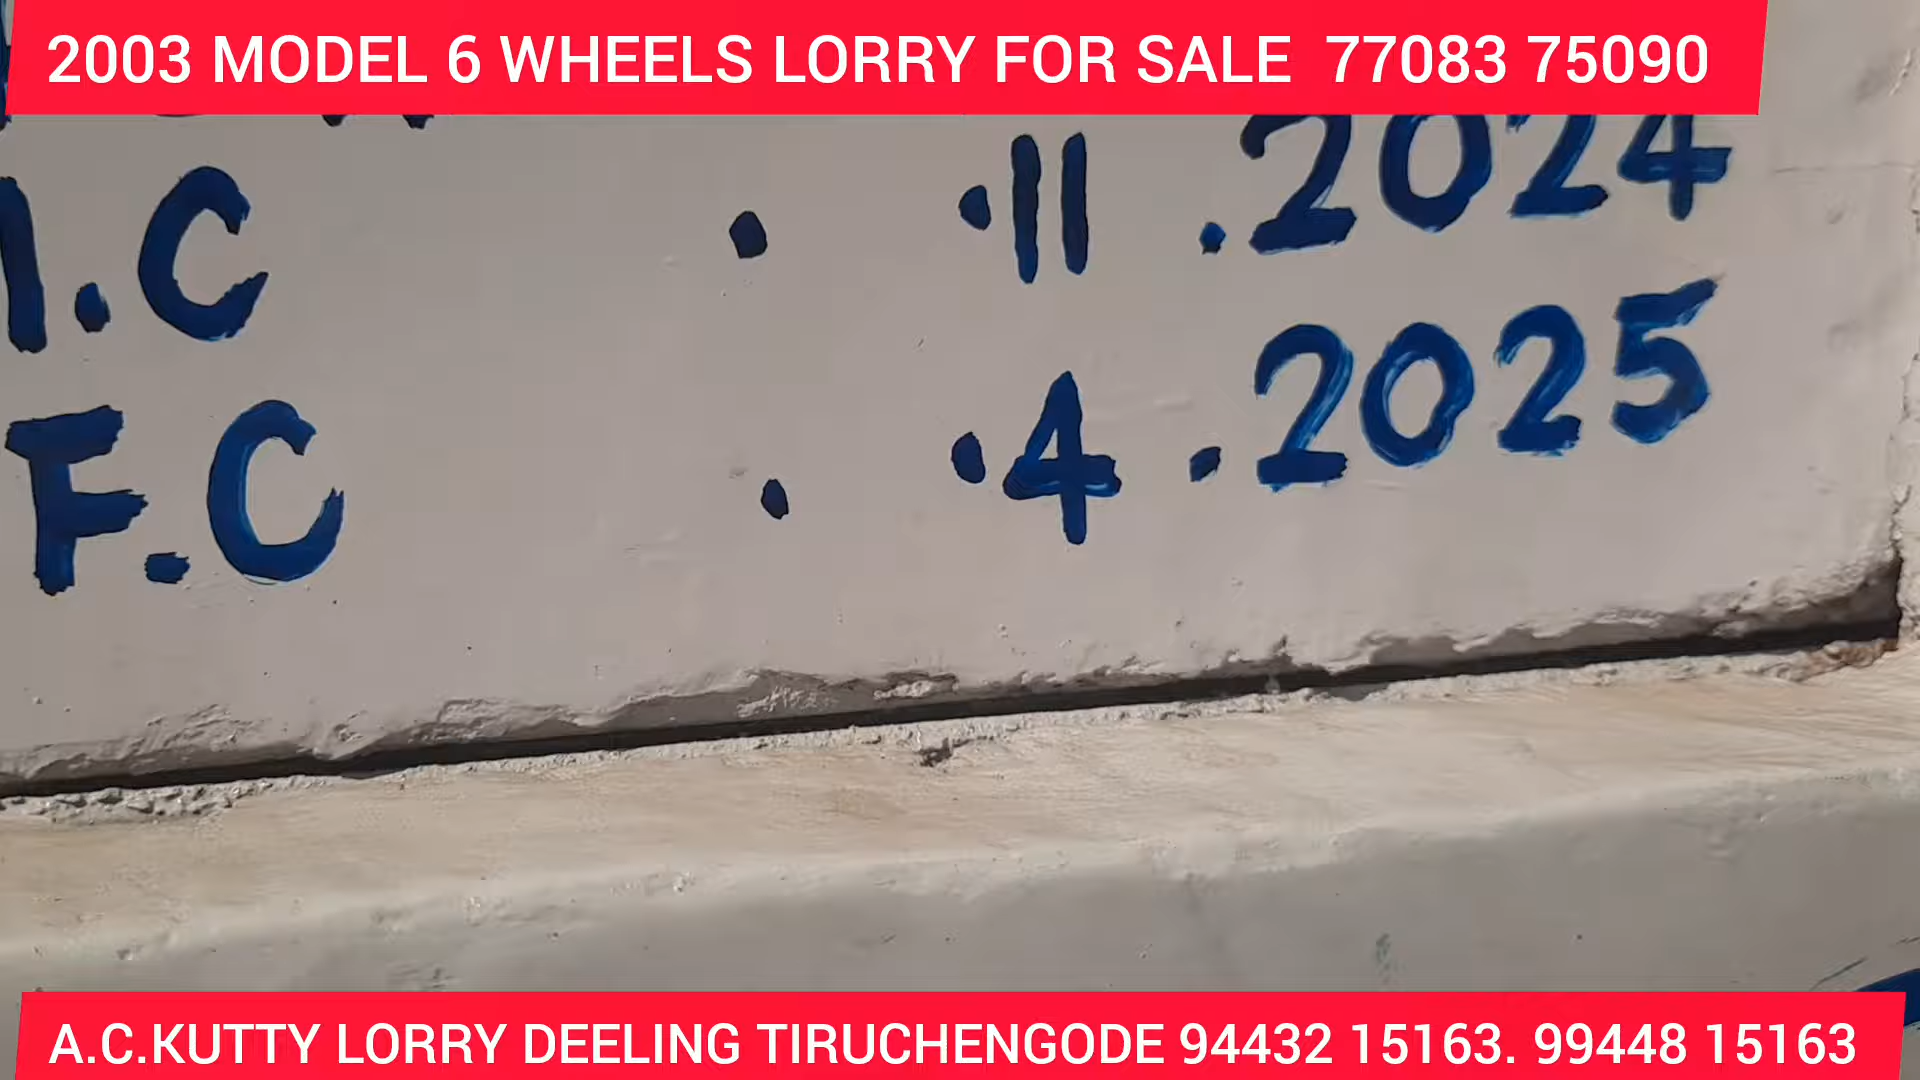 2003 MODEL 6 WHEELS LORRY FOR SALE 77083 75090
I.C . .11 .2024
F.C . .4 .2025
A.C.KUTTY LORRY DEELING TIRUCHENGODE 94432 15163. 99448 15163